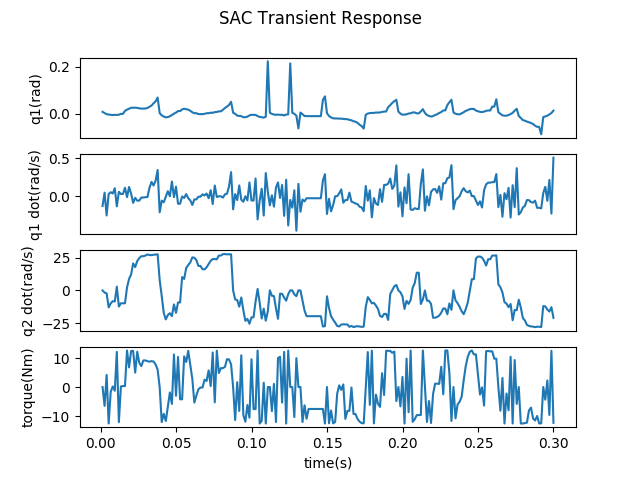 SAC Transient Response
q1(rad)
0.2
0.0
q1 dot(rad/s)
0.5
0.0
q2 dot(rad/s)
25
0
−25
torque(Nm)
10
0
−10
0.00 0.05 0.10 0.15 0.20 0.25 0.30
time(s)